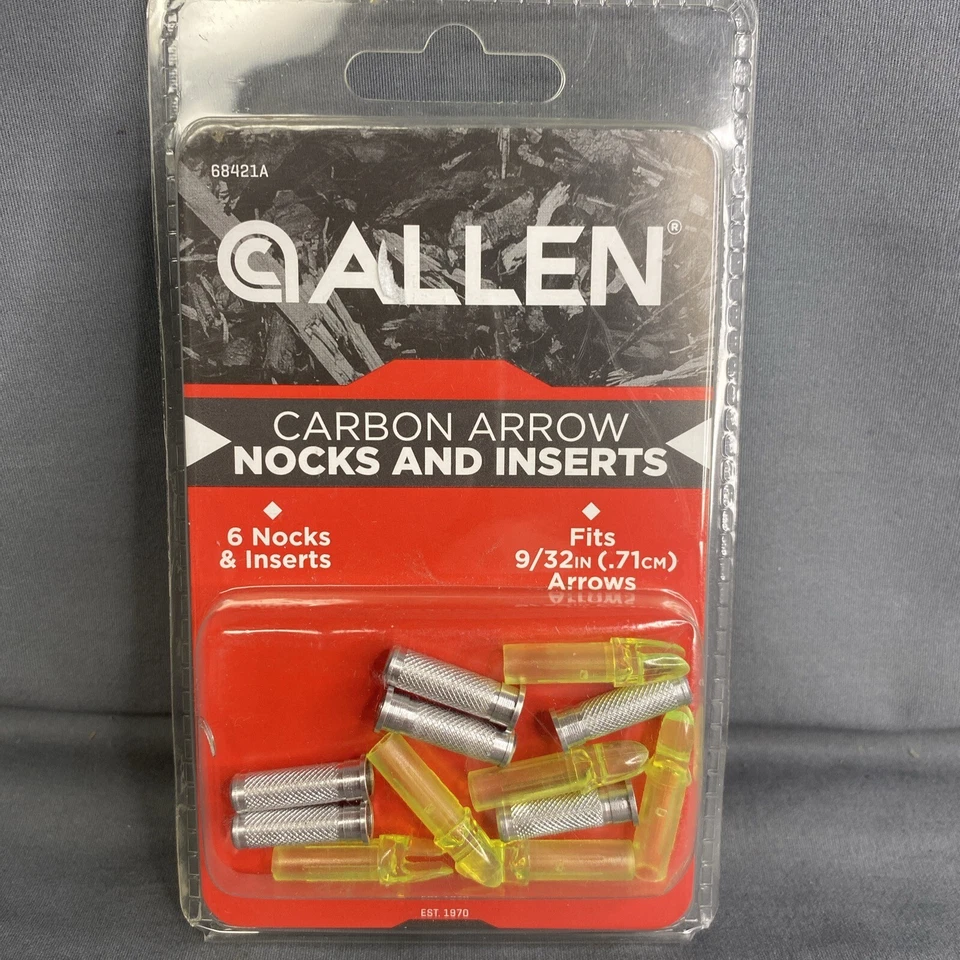 68421A
ALLEN®
CARBON ARROW
NOCKS AND INSERTS
6 Nocks
& Inserts
Fits
9/32IN (.71CM)
Arrows
EST. 1970